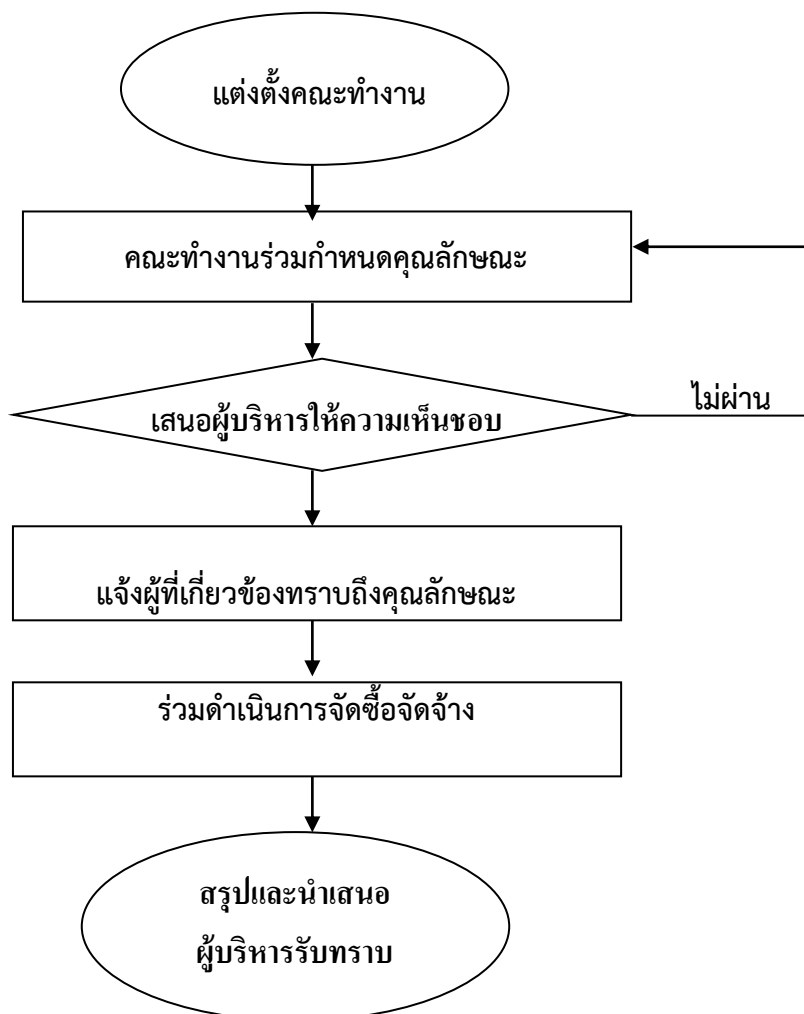 แต่งตั้งคณะทำงาน
คณะทำงานร่วมกำหนดคุณลักษณะ
เสนอผู้บริหารให้ความเห็นชอบ
ไม่ผ่าน
แจ้งผู้ที่เกี่ยวข้องทราบถึงคุณลักษณะ
ร่วมดำเนินการจัดซื้อจัดจ้าง
สรุปและนำเสนอ
ผู้บริหารรับทราบ